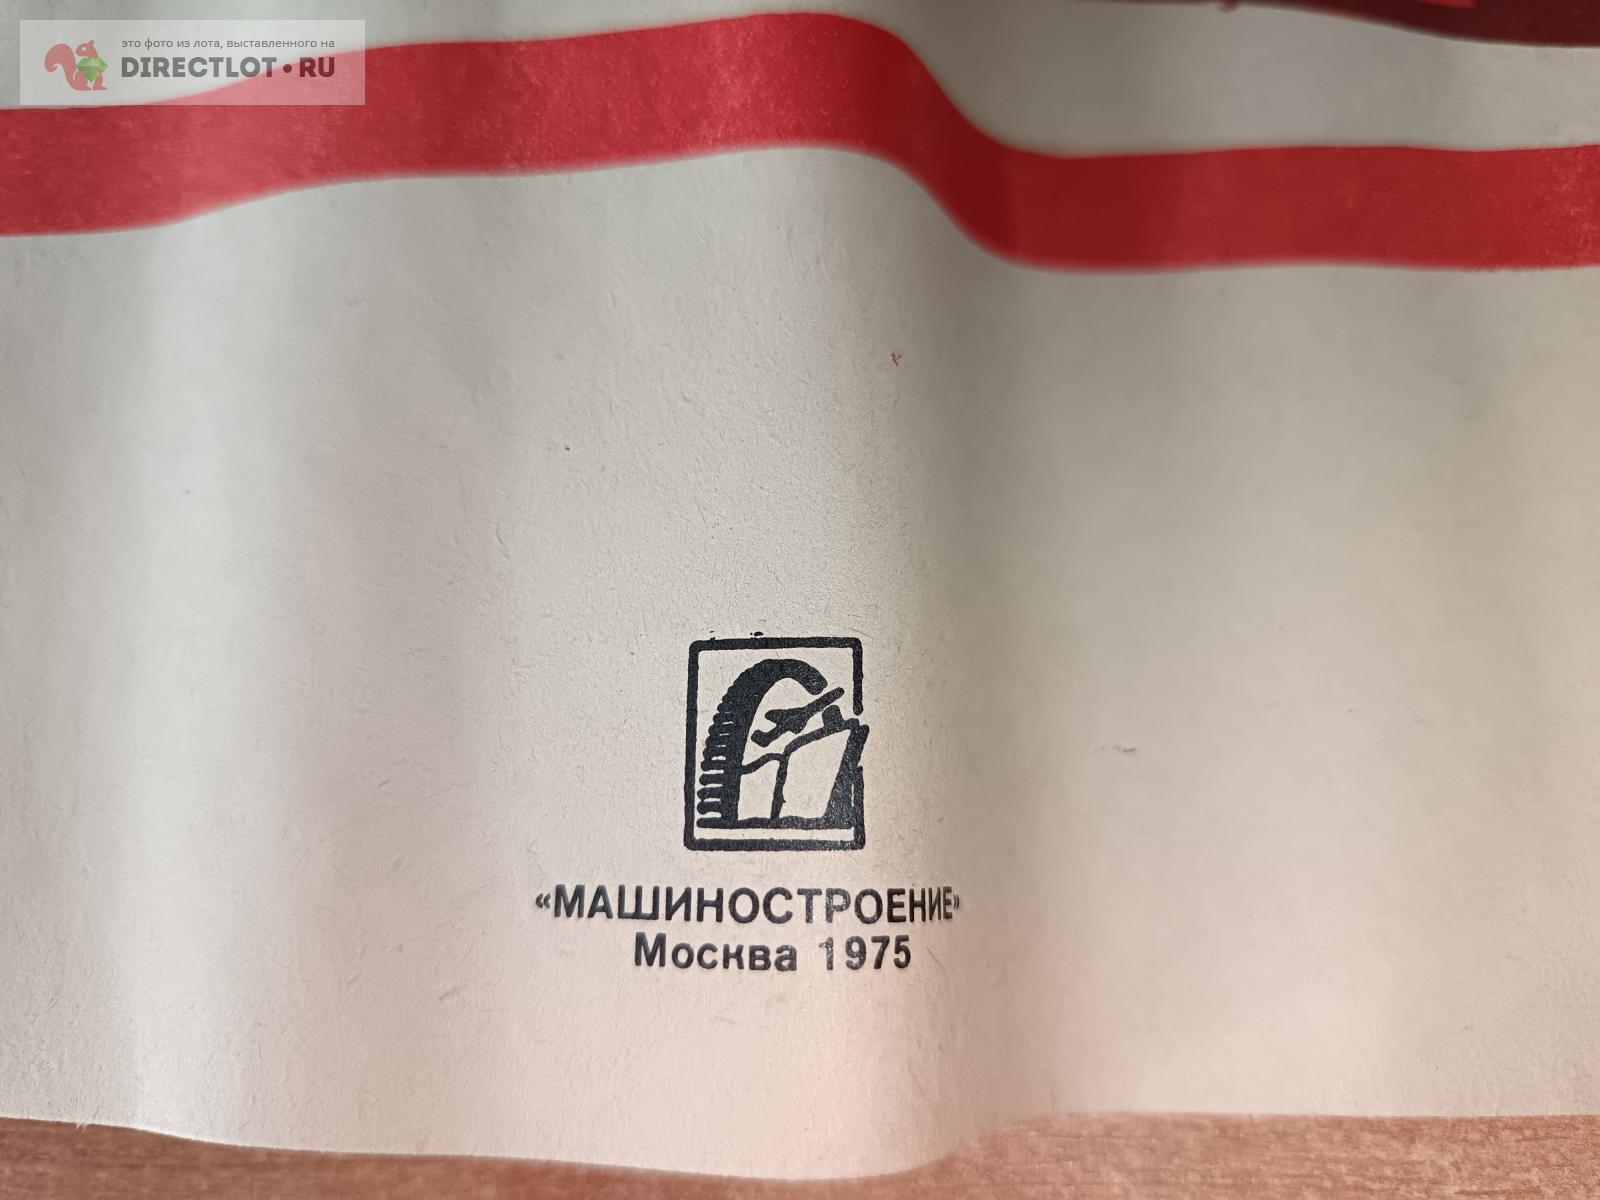 это фото из лота, выставленного на
DIRECTLOT•RU
«МАШИНОСТРОЕНИЕ»
Москва 1975